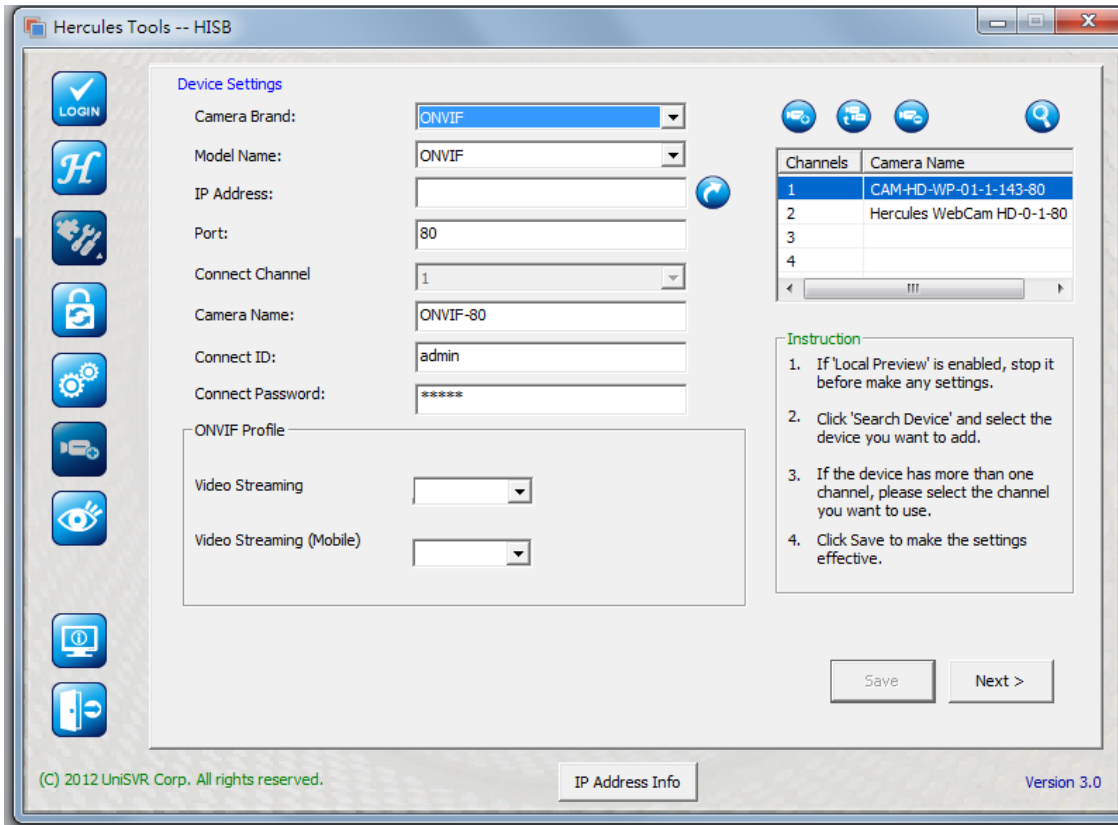 Hercules Tools -- HISB
LOGIN
H
Device Settings
Camera Brand: ONVIF
Model Name: ONVIF
IP Address:
Port: 80
Connect Channel 1
Camera Name: ONVIF-80
Connect ID: admin
Connect Password: *****
ONVIF Profile
Video Streaming
Video Streaming (Mobile)
Channels Camera Name
1 CAM-HD-WP-01-1-143-80
2 Hercules WebCam HD-0-1-80
3
4
Instruction
1. If 'Local Preview' is enabled, stop it
before make any settings.
2. Click 'Search Device' and select the
device you want to add.
3. If the device has more than one
channel, please select the channel
you want to use.
4. Click Save to make the settings
effective.
Save Next >
(C) 2012 UniSVR Corp. All rights reserved. IP Address Info Version 3.0